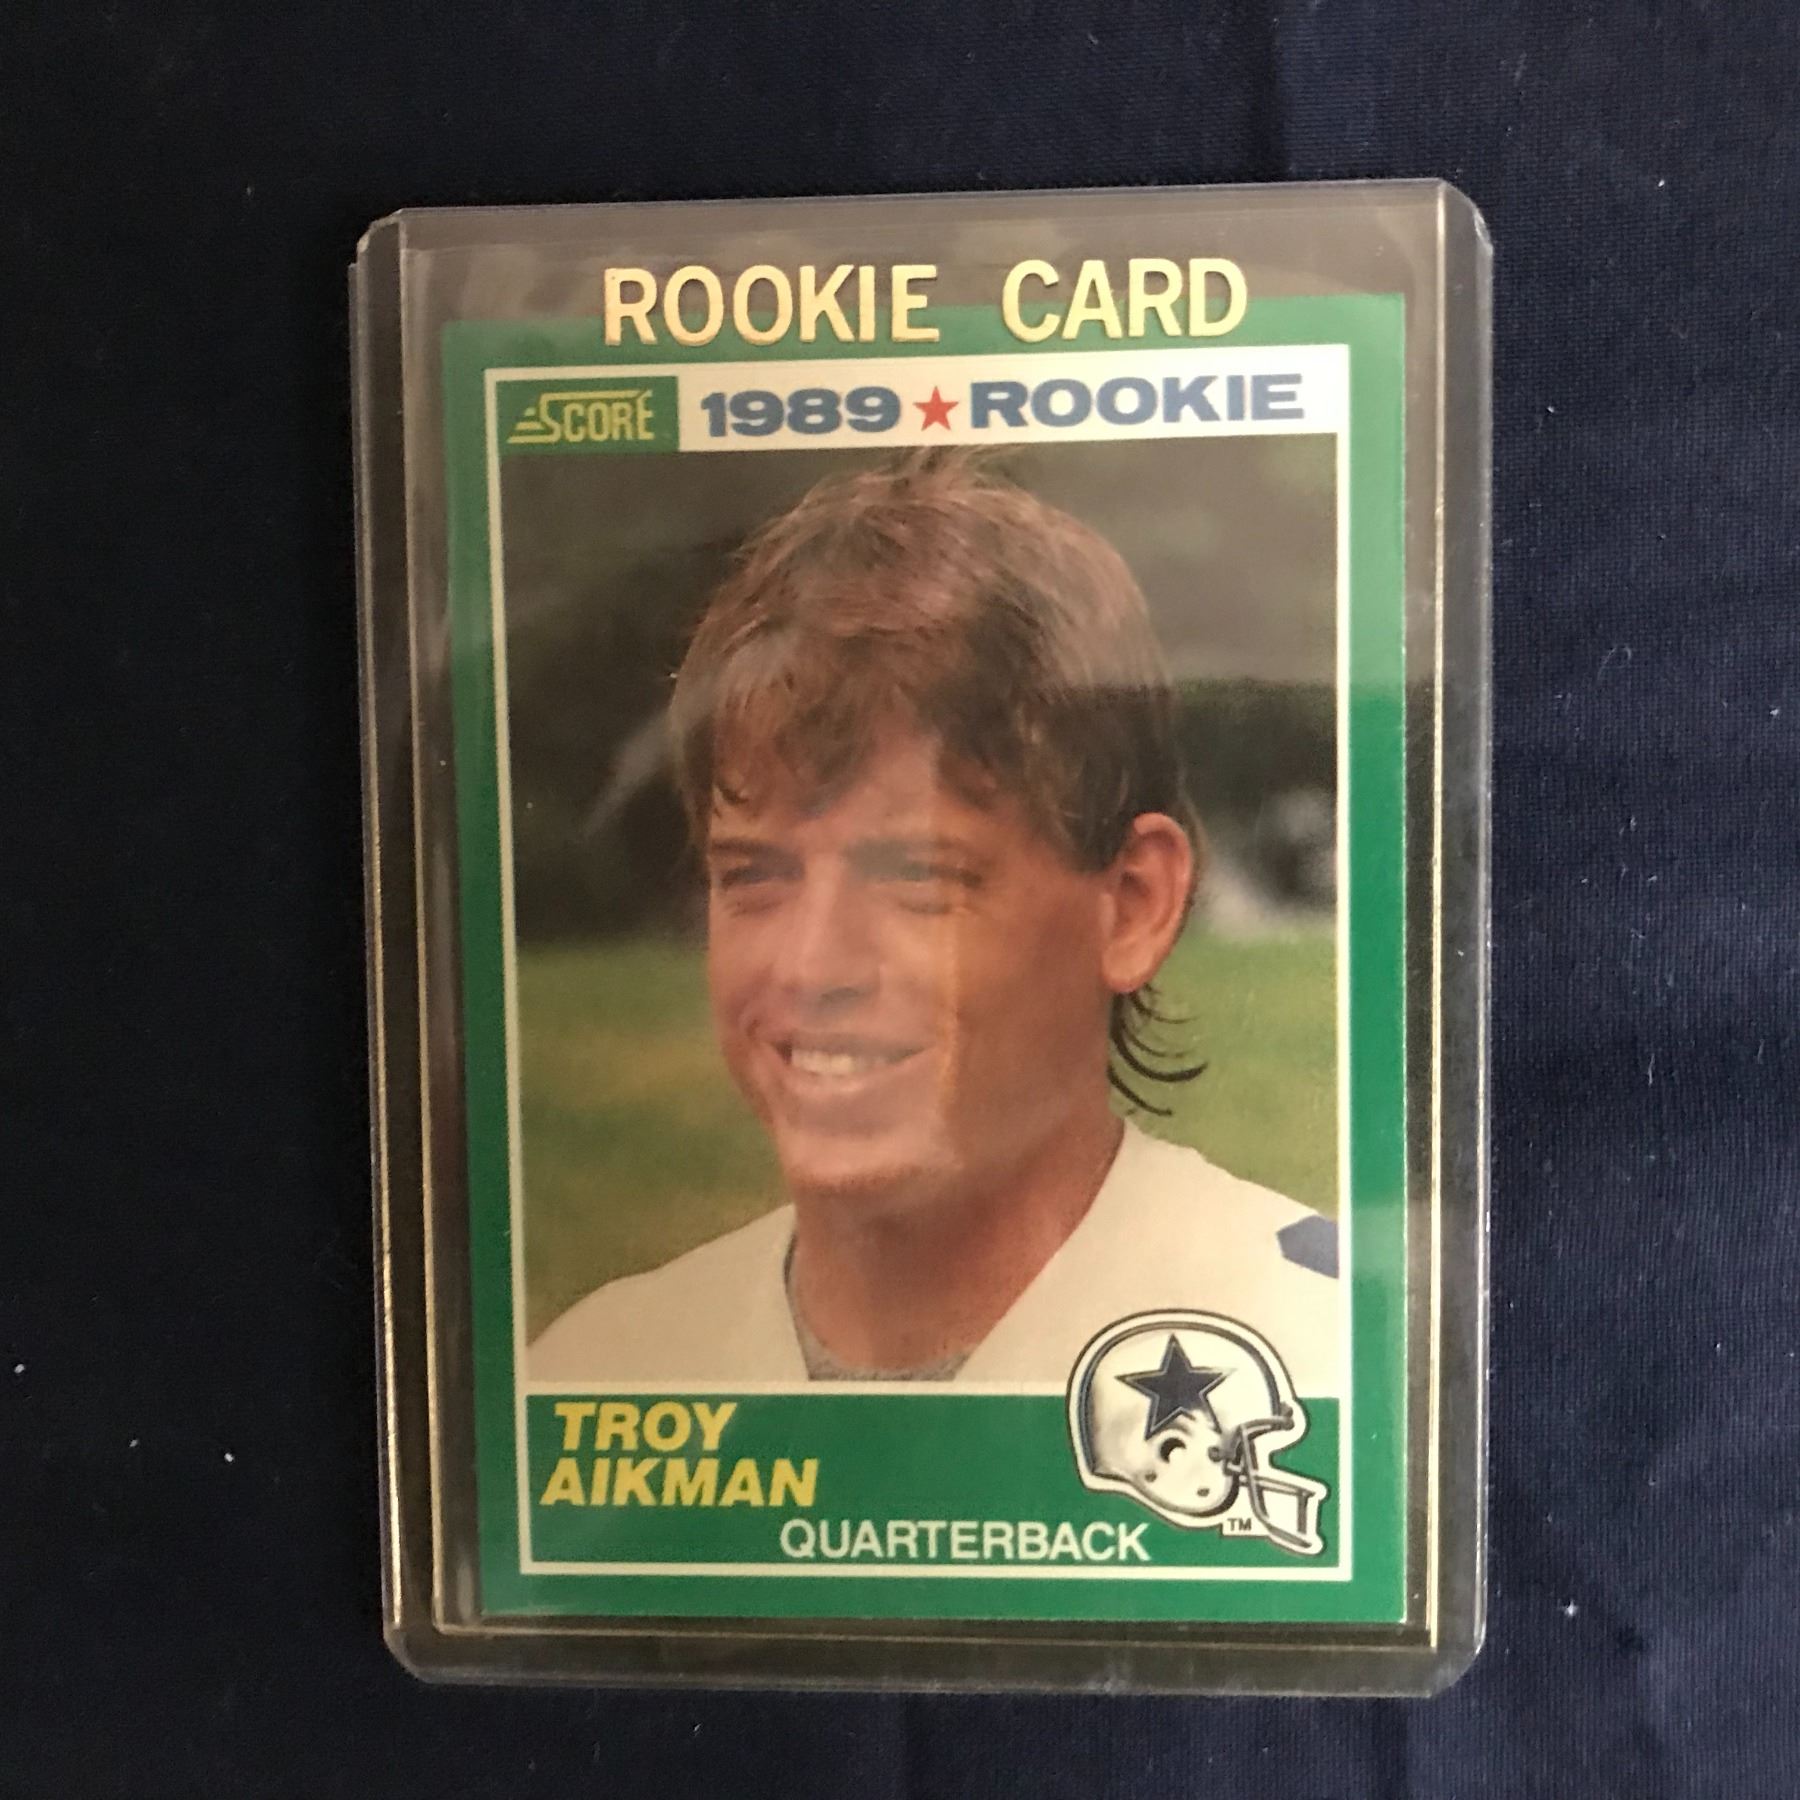 ROOKIE CARD
SCORE 1989 ★ ROOKIE
TROY
AIKMAN
QUARTERBACK
TM